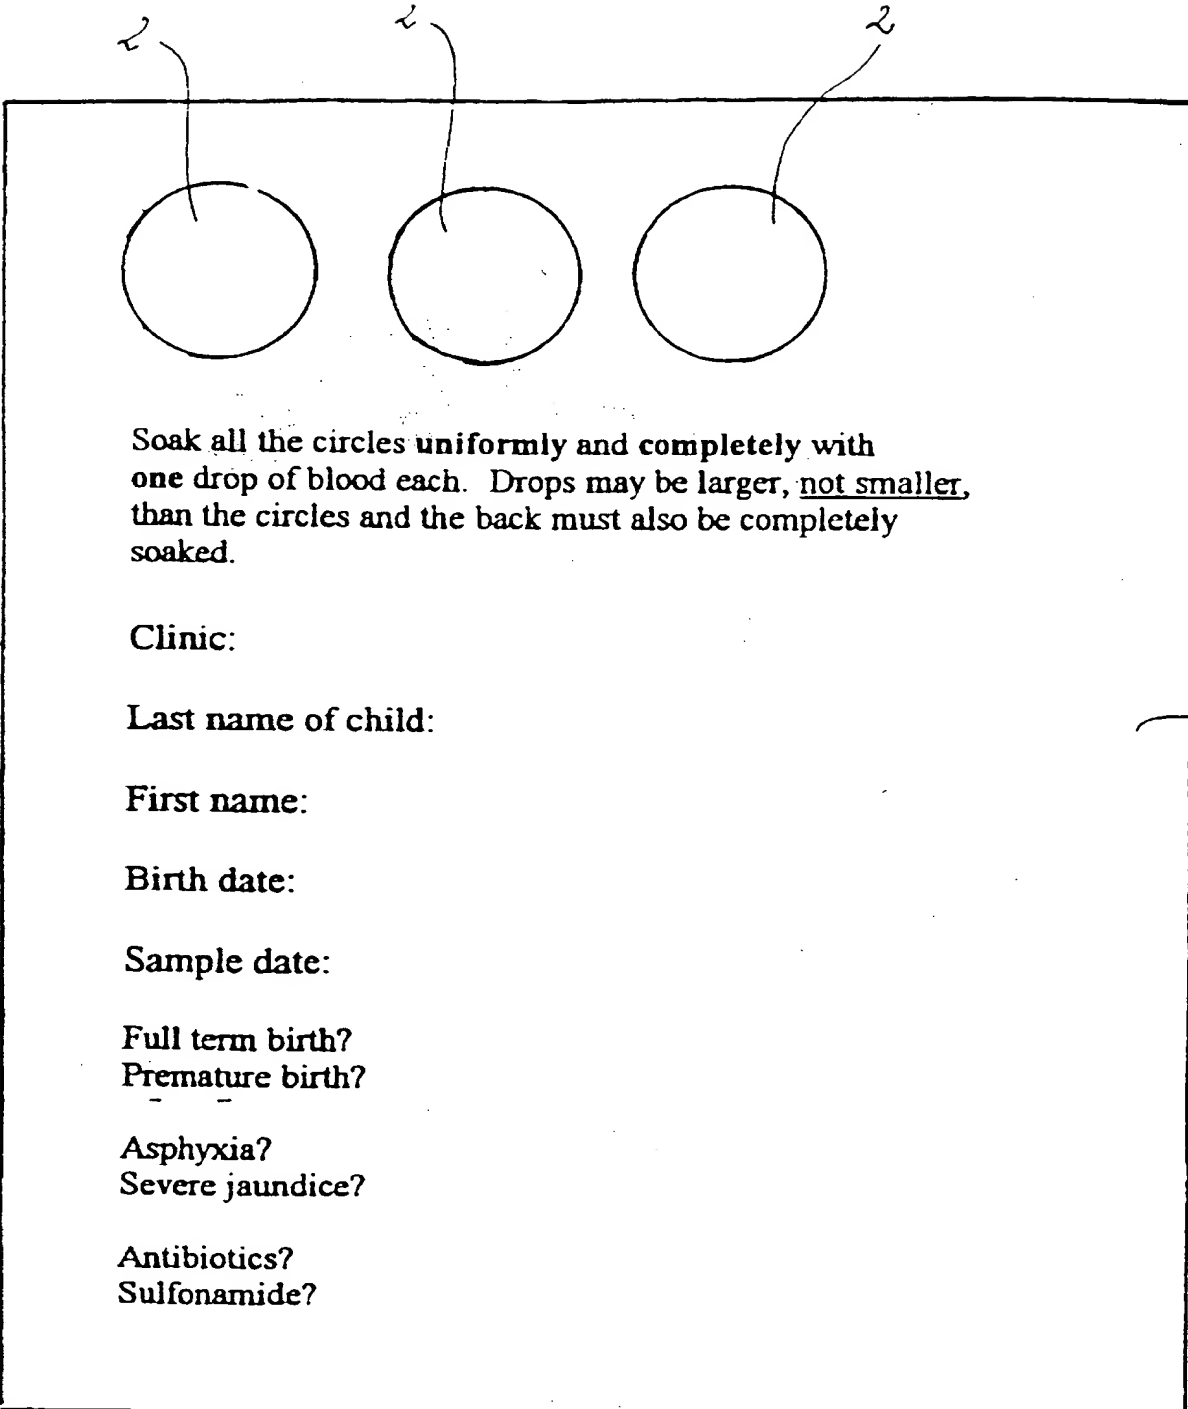 2 2 2
Soak all the circles uniformly and completely with
one drop of blood each. Drops may be larger, not smaller,
than the circles and the back must also be completely
soaked.
Clinic:
Last name of child:
First name:
Birth date:
Sample date:
Full term birth?
Premature birth?
Asphyxia?
Severe jaundice?
Antibiotics?
Sulfonamide?